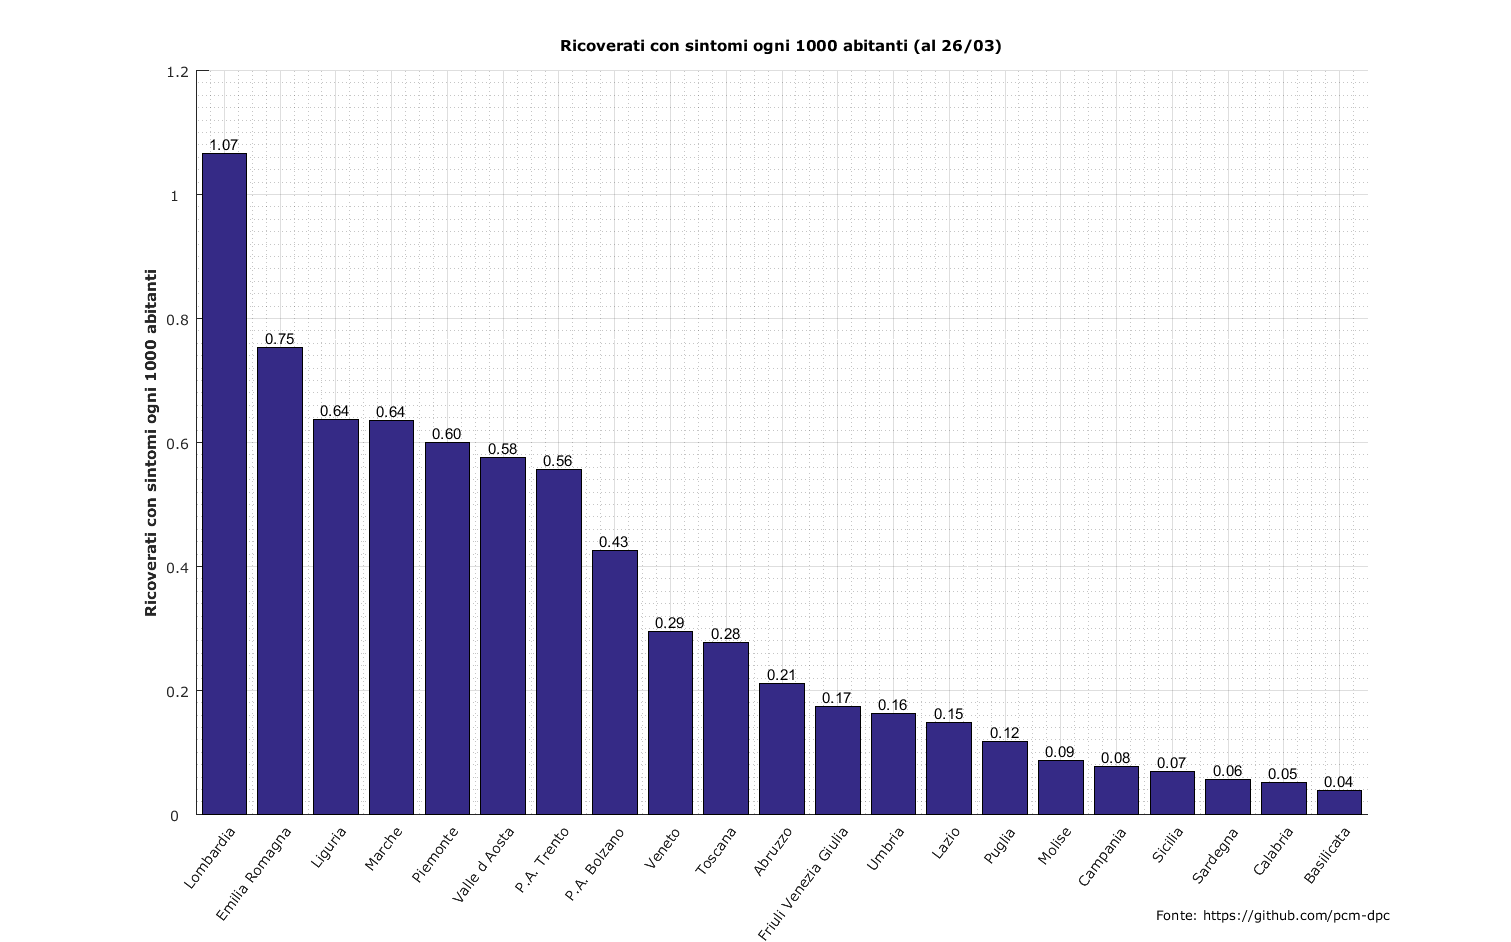 Ricoverati con sintomi ogni 1000 abitanti (al 26/03)
Ricoverati con sintomi ogni 1000 abitanti
1.2
1
0.8
0.6
0.4
0.2
0
1.07
0.75
0.64
0.64
0.60
0.58
0.56
0.43
0.29
0.28
0.21
0.17
0.16
0.15
0.12
0.09
0.08
0.07
0.06
0.05
0.04
Lombardia
Emilia Romagna
Liguria
Marche
Piemonte
Valle d Aosta
P.A. Trento
P.A. Bolzano
Veneto
Toscana
Abruzzo
Friuli Venezia Giulia
Umbria
Lazio
Puglia
Molise
Campania
Sicilia
Sardegna
Calabria
Basilicata
Fonte: https://github.com/pcm-dpc